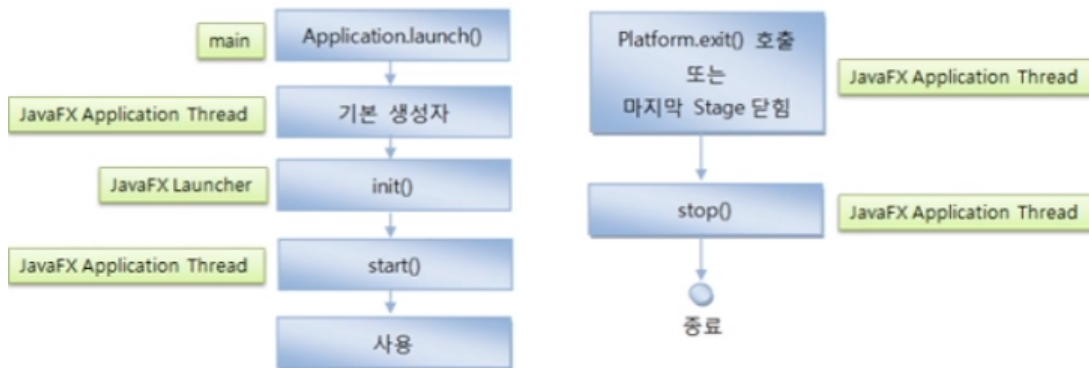 main
Application.launch()
JavaFX Application Thread
기본 생성자
JavaFX Launcher
init()
JavaFX Application Thread
start()
사용
Platform.exit() 호출
또는
마지막 Stage 닫힘
JavaFX Application Thread
stop()
JavaFX Application Thread
종료